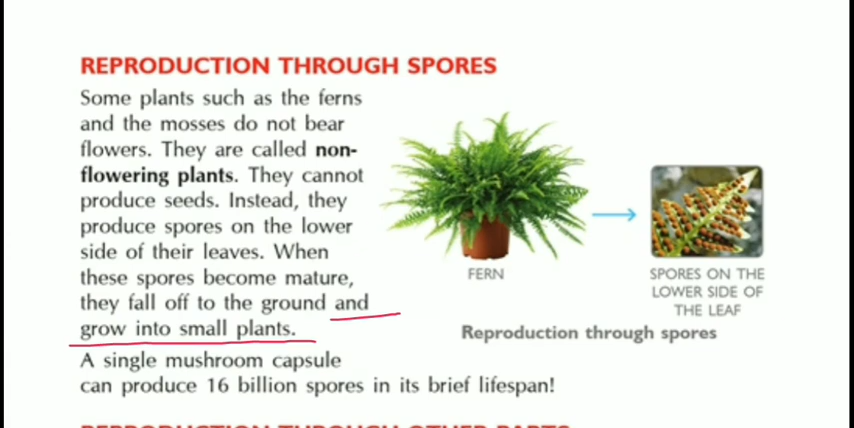 REPRODUCTION THROUGH SPORES
Some plants such as the ferns
and the mosses do not bear
flowers. They are called non-
flowering plants. They cannot
produce seeds. Instead, they
produce spores on the lower
side of their leaves. When
these spores become mature,
they fall off to the ground and
grow into small plants.
A single mushroom capsule
can produce 16 billion spores in its brief lifespan!
FERN
SPORES ON THE
LOWER SIDE OF
THE LEAF
Reproduction through spores
REPRODUCTION THROUGH OTHER PARTS